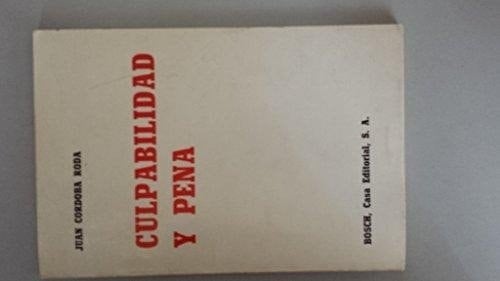 JUAN CORDOBA RODA
CULPABILIDAD
Y PENA
BOSCH, Casa Editorial, S. A.